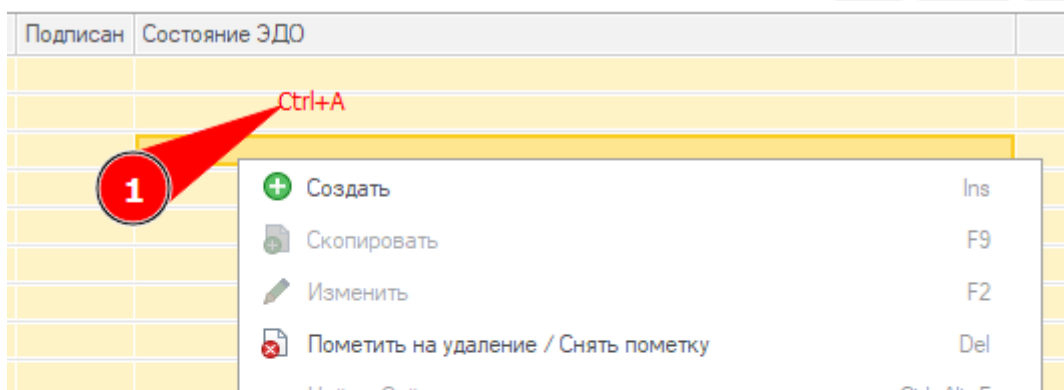 Подписан Состояние ЭДО
Ctrl+A
1
Создать Ins
Скопировать F9
Изменить F2
Пометить на удаление / Снять пометку Del